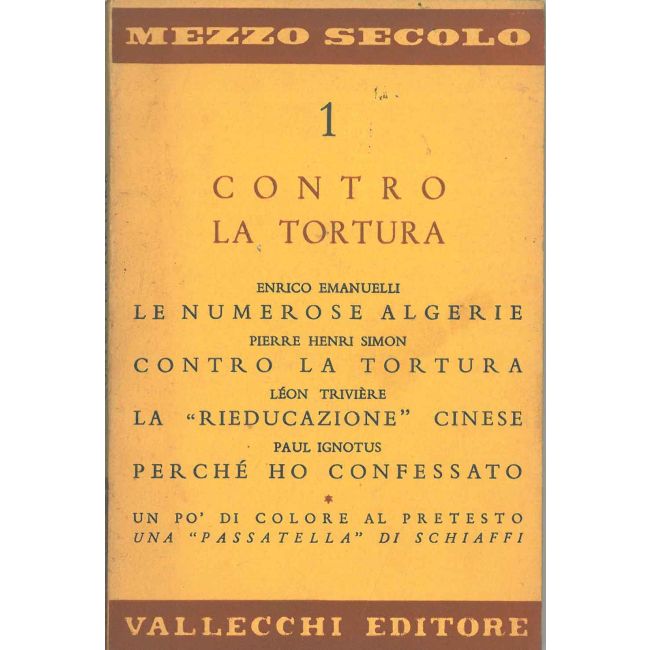 MEZZO SECOLO
1
CONTRO
LA TORTURA
ENRICO EMANUELLI
LE NUMEROSE ALGERIE
PIERRE HENRI SIMON
CONTRO LA TORTURA
LÉON TRIVIÈRE
LA “RIEDUCAZIONE” CINESE
PAUL IGNOTUS
PERCHÉ HO CONFESSATO
*
UN PO’ DI COLORE AL PRETESTO
UNA “PASSATELLA” DI SCHIAFFI
VALLECCHI EDITORE